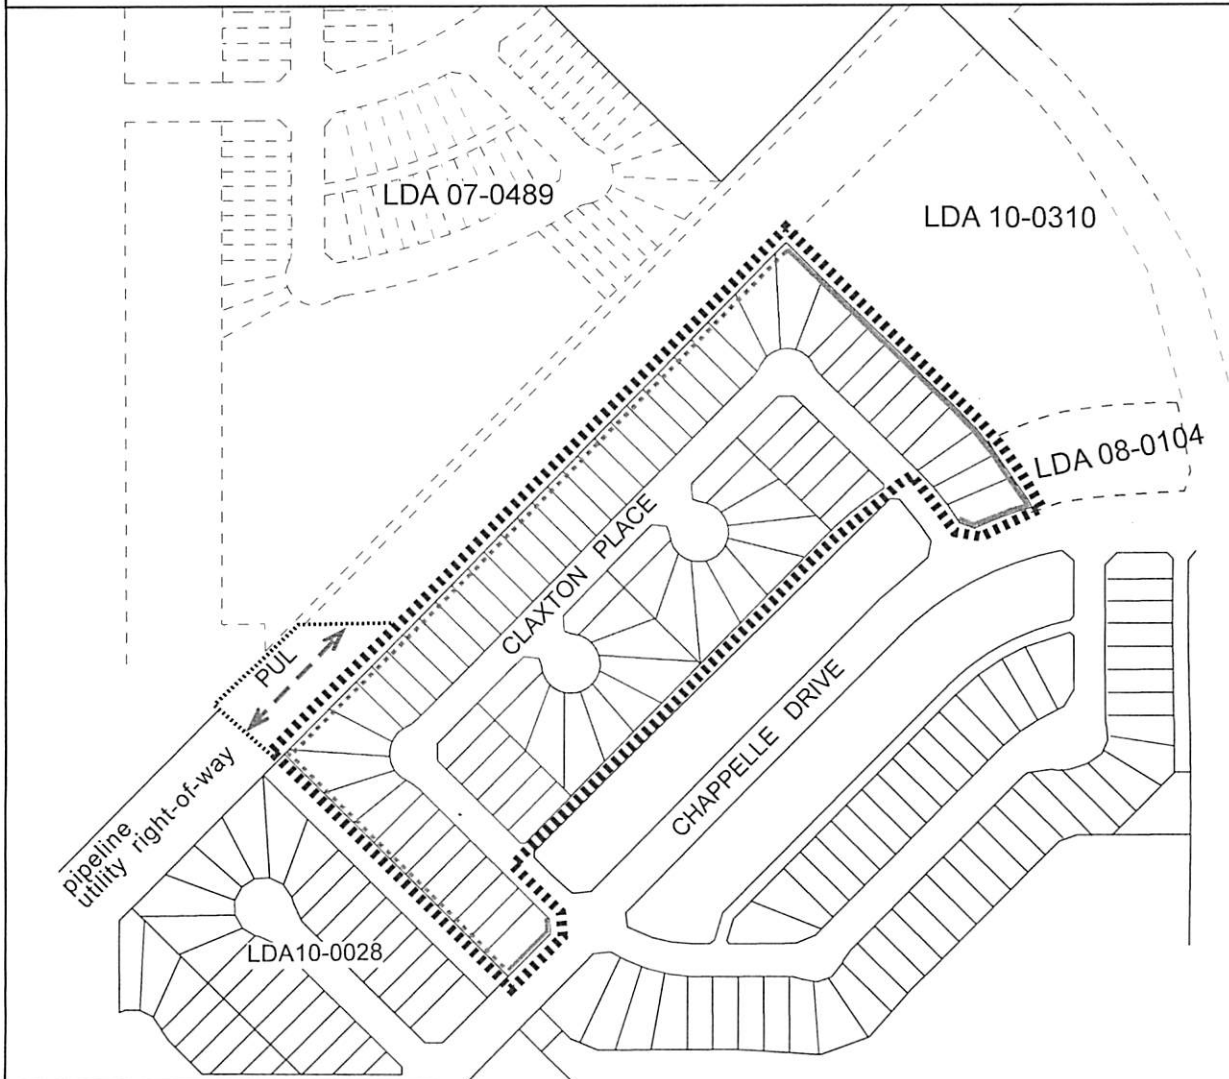 LDA 07-0489
LDA 10-0310
LDA 08-0104
CLAXTON PLACE
PUL
CHAPPELLE DRIVE
pipeline
utility right-of-way
LDA10-0028